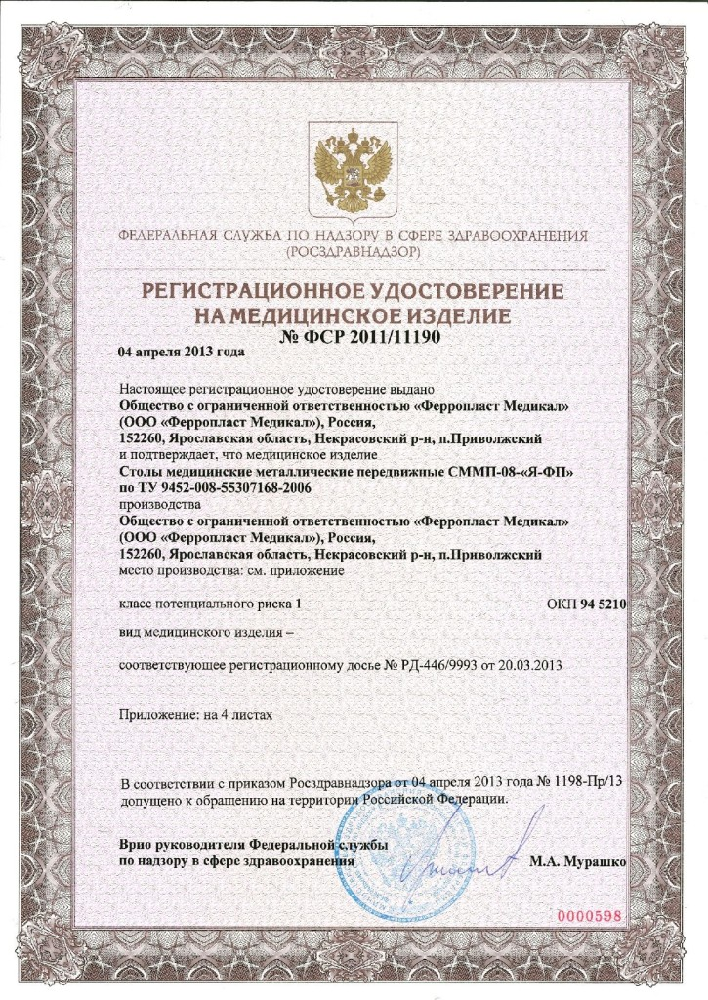 ФЕДЕРАЛЬНАЯ СЛУЖБА ПО НАДЗОРУ В СФЕРЕ ЗДРАВООХРАНЕНИЯ
(РОСЗДРАВНАДЗОР)
РЕГИСТРАЦИОННОЕ УДОСТОВЕРЕНИЕ
НА МЕДИЦИНСКОЕ ИЗДЕЛИЕ
№ ФСР 2011/11190
04 апреля 2013 года
Настоящее регистрационное удостоверение выдано
Общество с ограниченной ответственностью «Ферропласт Медикал»
(ООО «Ферропласт Медикал»), Россия,
152260, Ярославская область, Некрасовский р-н, п.Приволжский
и подтверждает, что медицинское изделие
Столы медицинские металлические передвижные СММП-08-«Я-ФП»
по ТУ 9452-008-55307168-2006
производства
Общество с ограниченной ответственностью «Ферропласт Медикал»
(ООО «Ферропласт Медикал»), Россия,
152260, Ярославская область, Некрасовский р-н, п.Приволжский
место производства: см. приложение
класс потенциального риска 1 ОКП 94 5210
вид медицинского изделия –
соответствующее регистрационному досье № РД-446/9993 от 20.03.2013
Приложение: на 4 листах
В соответствии с приказом Росздравнадзора от 04 апреля 2013 года № 1198-Пр/13
допущено к обращению на территории Российской Федерации.
Врио руководителя Федеральной службы
по надзору в сфере здравоохранения М.А. Мурашко
0000598